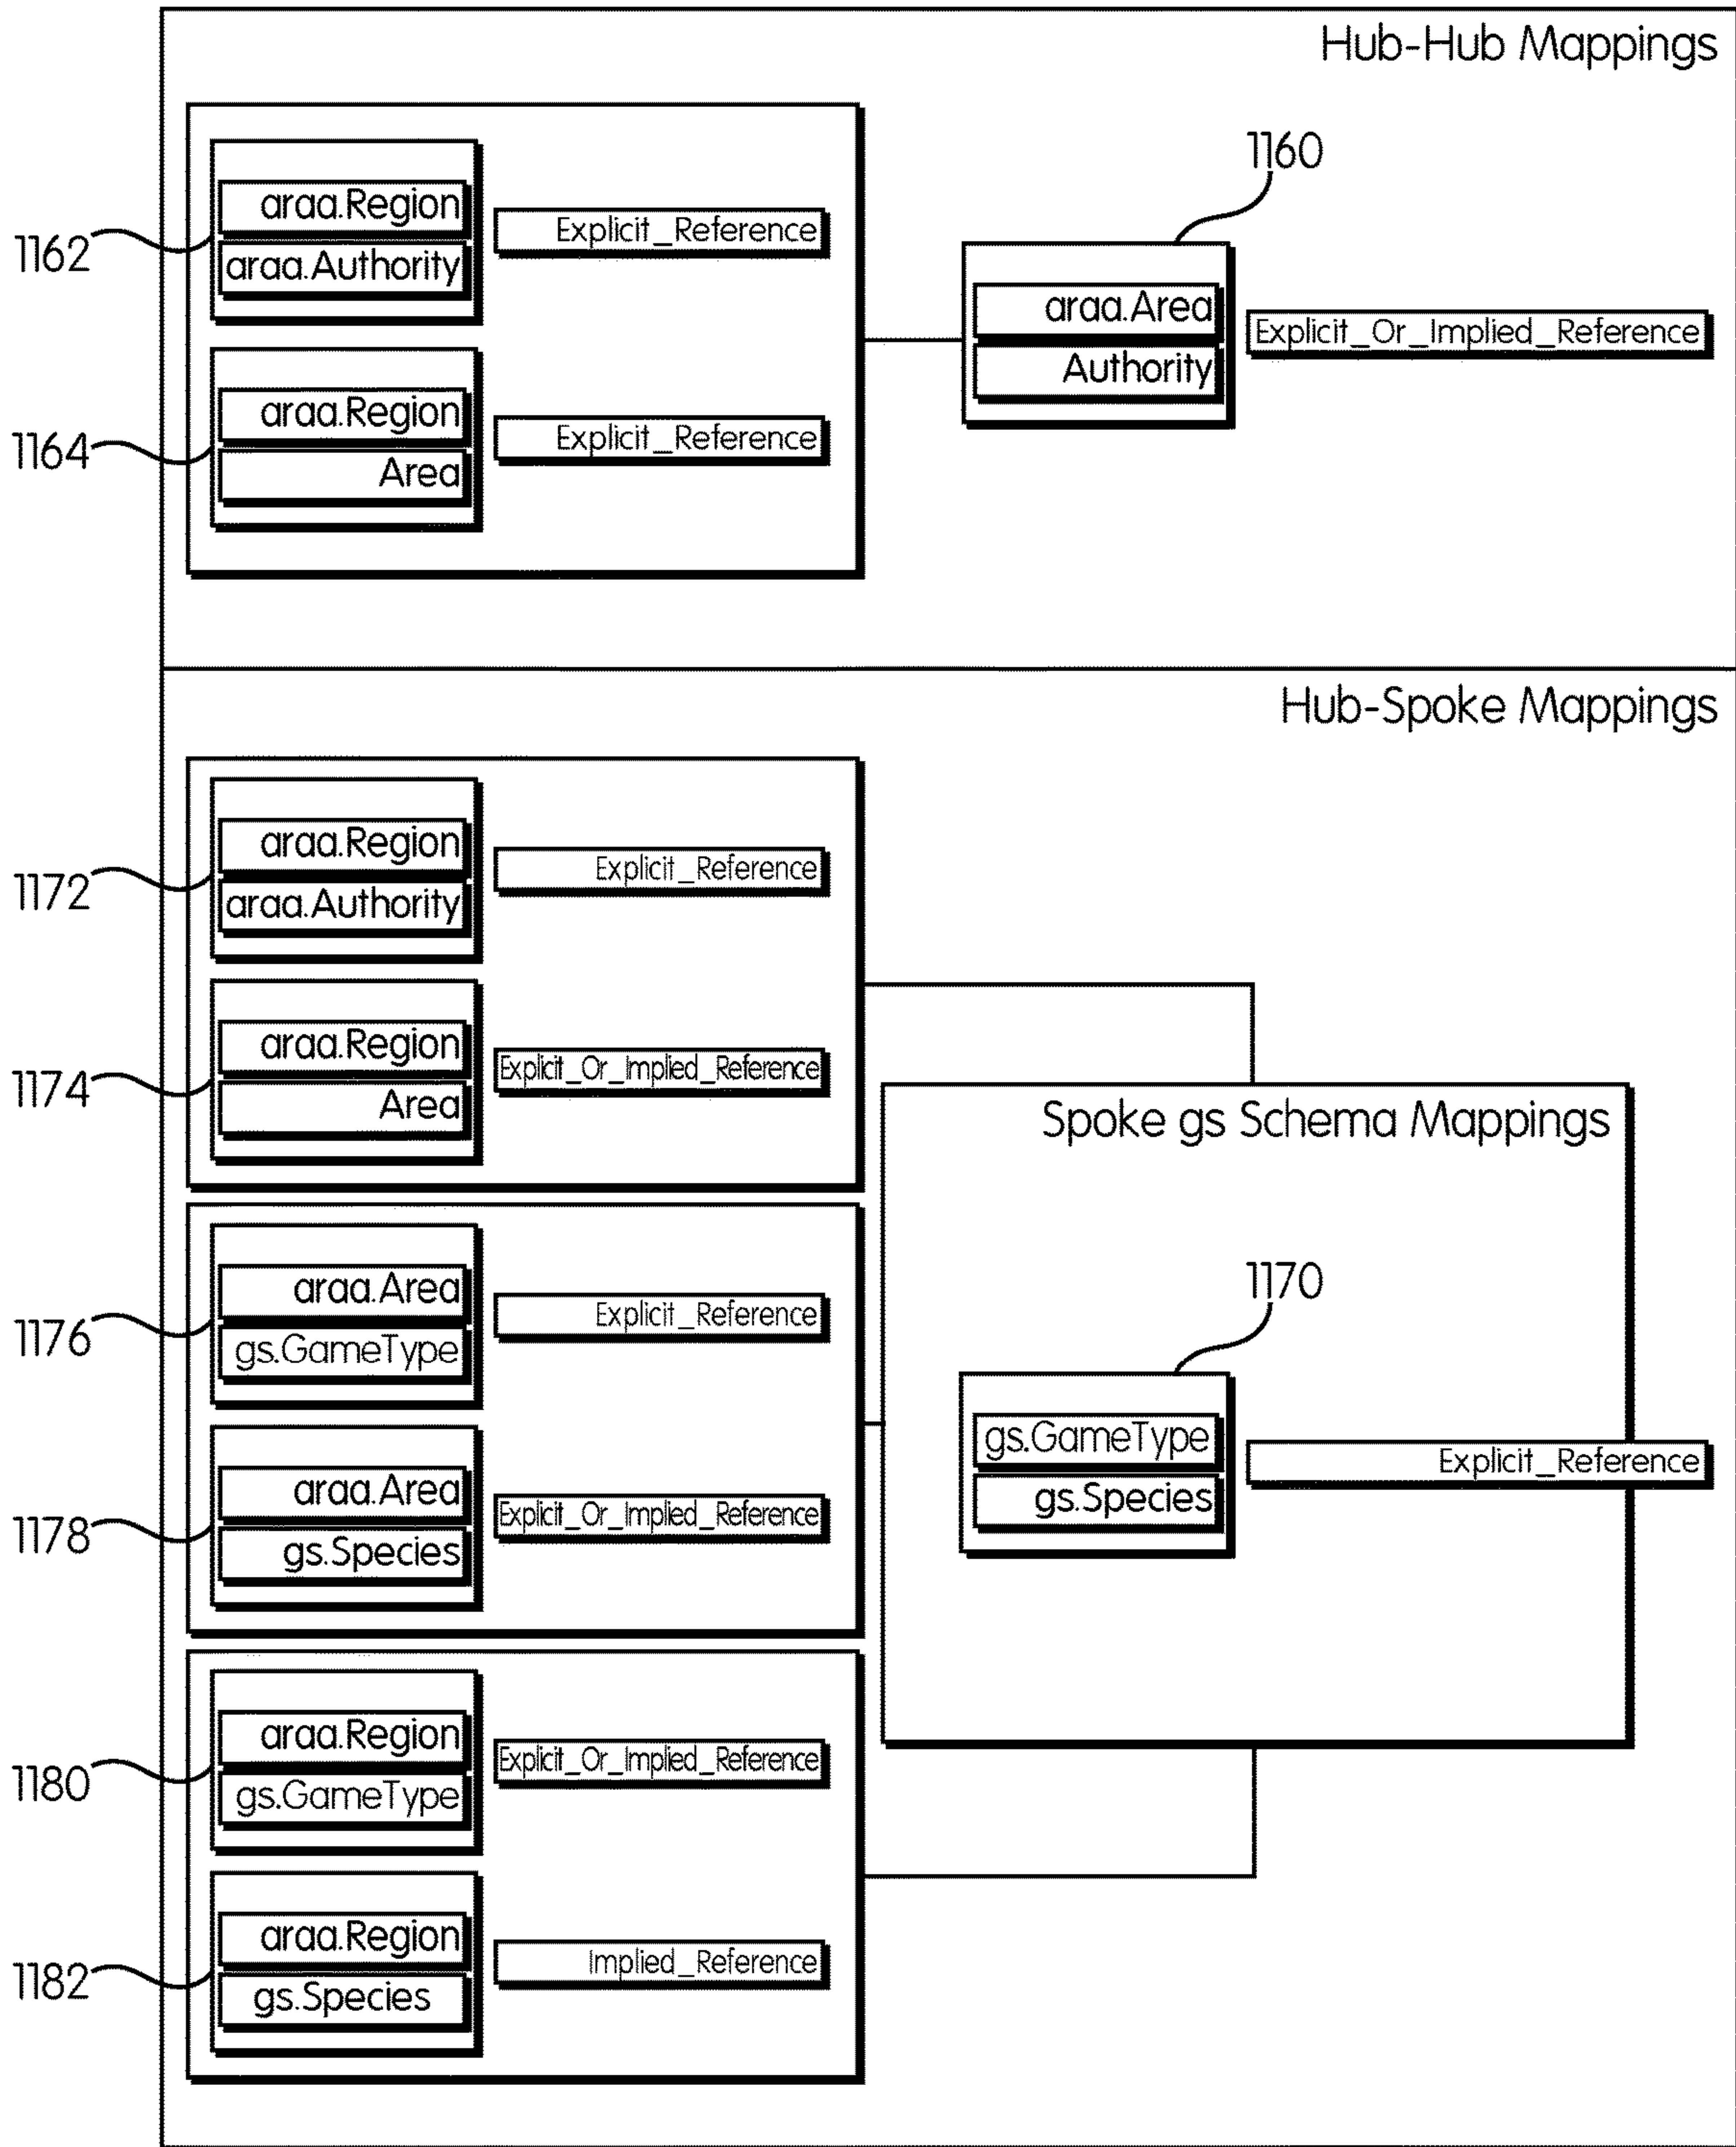 Hub-Hub Mappings
1160
1162
araa.Region
araa.Authority
Explicit_Reference
1164
araa.Region
Area
Explicit_Reference
araa.Area
Authority
Explicit_Or_Implied_Reference
Hub-Spoke Mappings
1172
araa.Region
araa.Authority
Explicit_Reference
1174
araa.Region
Area
Explicit_Or_Implied_Reference
Spoke gs Schema Mappings
1176
araa.Area
gs.GameType
Explicit_Reference
1178
araa.Area
gs.Species
Explicit_Or_Implied_Reference
1170
gs.GameType
gs.Species
Explicit_Reference
1180
araa.Region
gs.GameType
Explicit_Or_Implied_Reference
1182
araa.Region
gs.Species
Implied_Reference